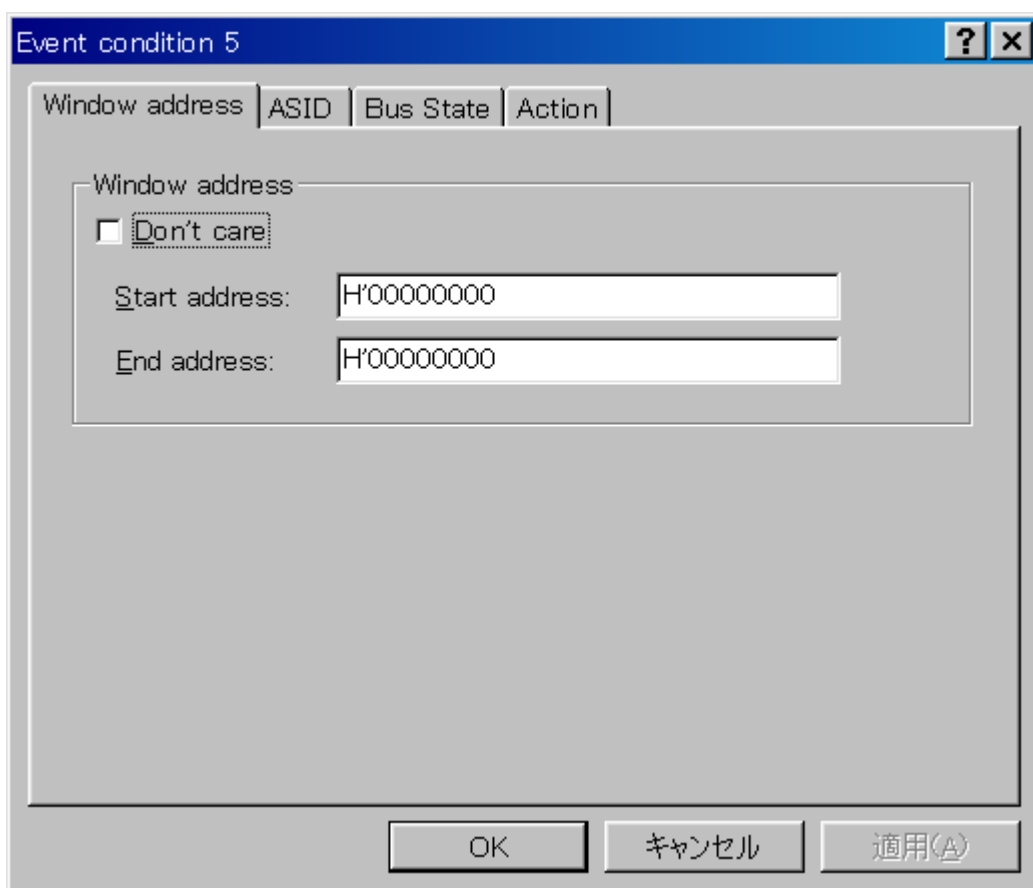 Event condition 5
Window address ASID Bus State Action
Window address
Don't care
Start address: H'00000000
End address: H'00000000
OK キャンセル 適用(A)